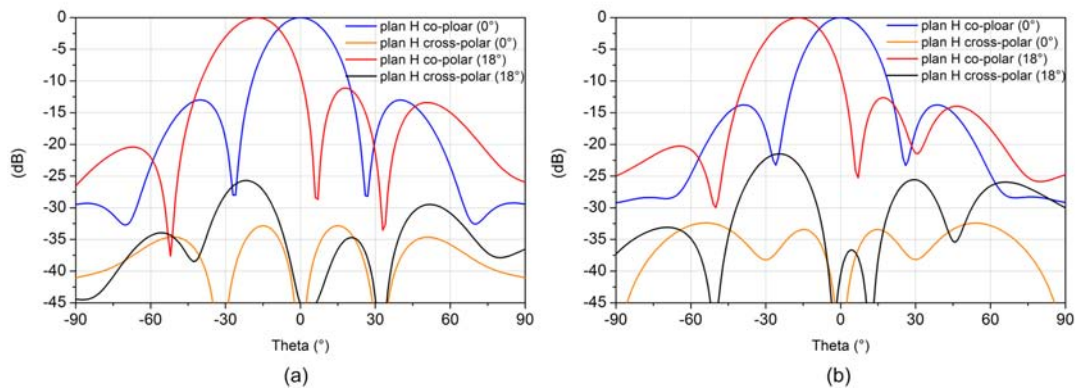 0
-5
-10
-15
-20
-25
-30
-35
-40
-45
(dB)
plan H co-ploar (0°)
plan H cross-polar (0°)
plan H co-polar (18°)
plan H cross-polar (18°)
-90 -60 -30 0 30 60 90
Theta (°)
(a)
0
-5
-10
-15
-20
-25
-30
-35
-40
-45
(dB)
plan H co-ploar (0°)
plan H cross-polar (0°)
plan H co-polar (18°)
plan H cross-polar (18°)
-90 -60 -30 0 30 60 90
Theta (°)
(b)